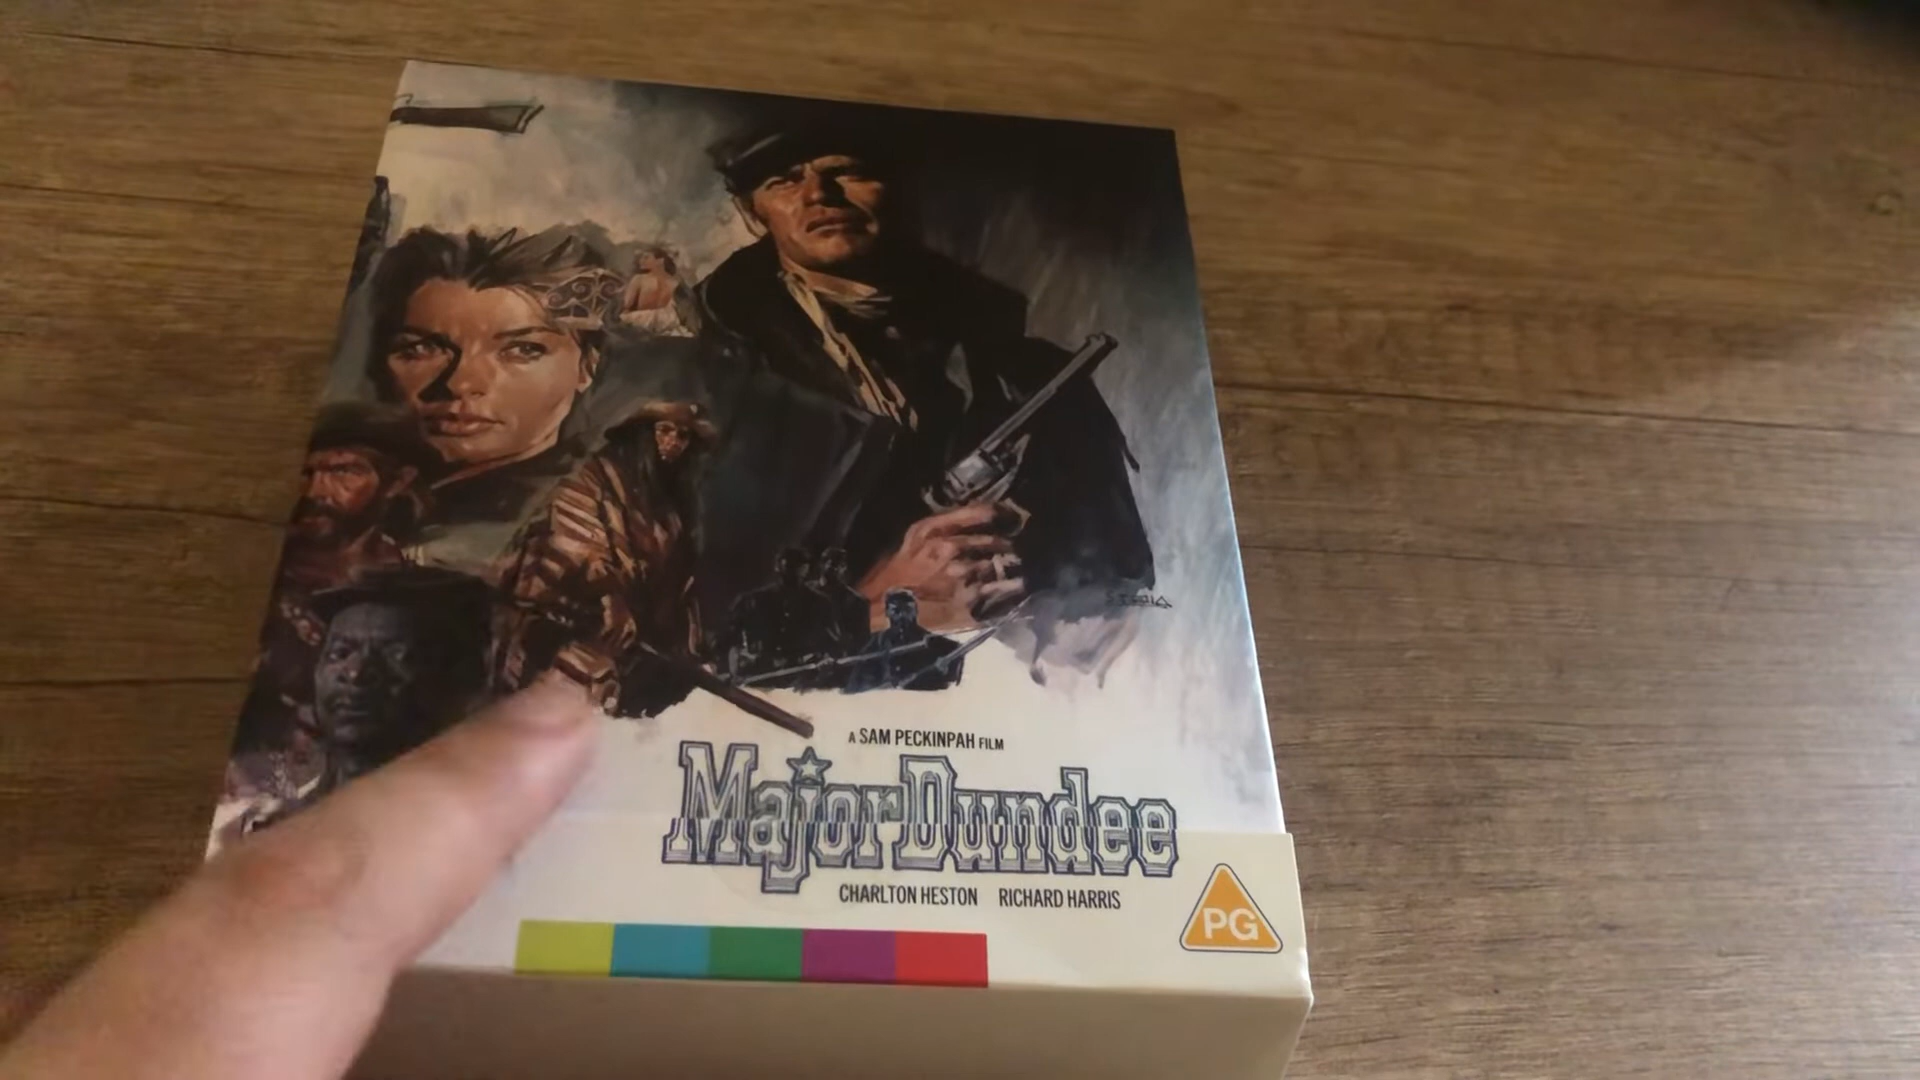 A SAM PECKINPAH FILM
Major Dundee
CHARLTON HESTON RICHARD HARRIS
PG